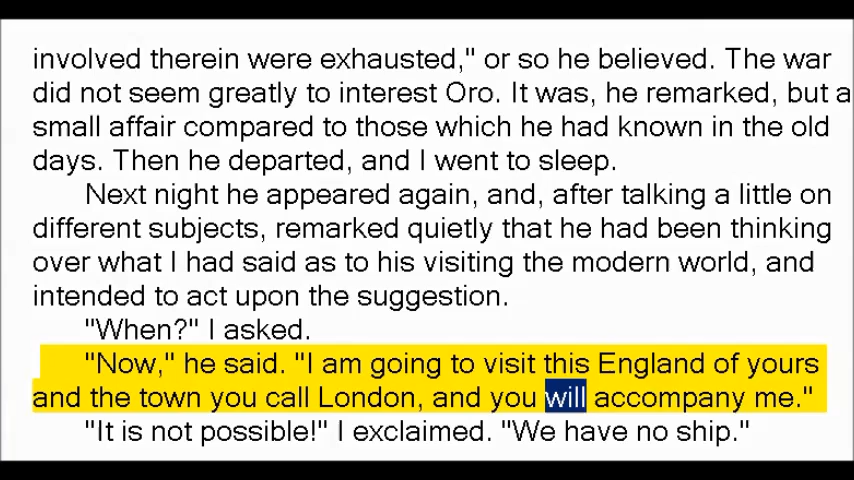 involved therein were exhausted," or so he believed. The war
did not seem greatly to interest Oro. It was, he remarked, but a
small affair compared to those which he had known in the old
days. Then he departed, and I went to sleep.
Next night he appeared again, and, after talking a little on
different subjects, remarked quietly that he had been thinking
over what I had said as to his visiting the modern world, and
intended to act upon the suggestion.
"When?" I asked.
"Now," he said. "I am going to visit this England of yours
and the town you call London, and you will accompany me."
"It is not possible!" I exclaimed. "We have no ship."